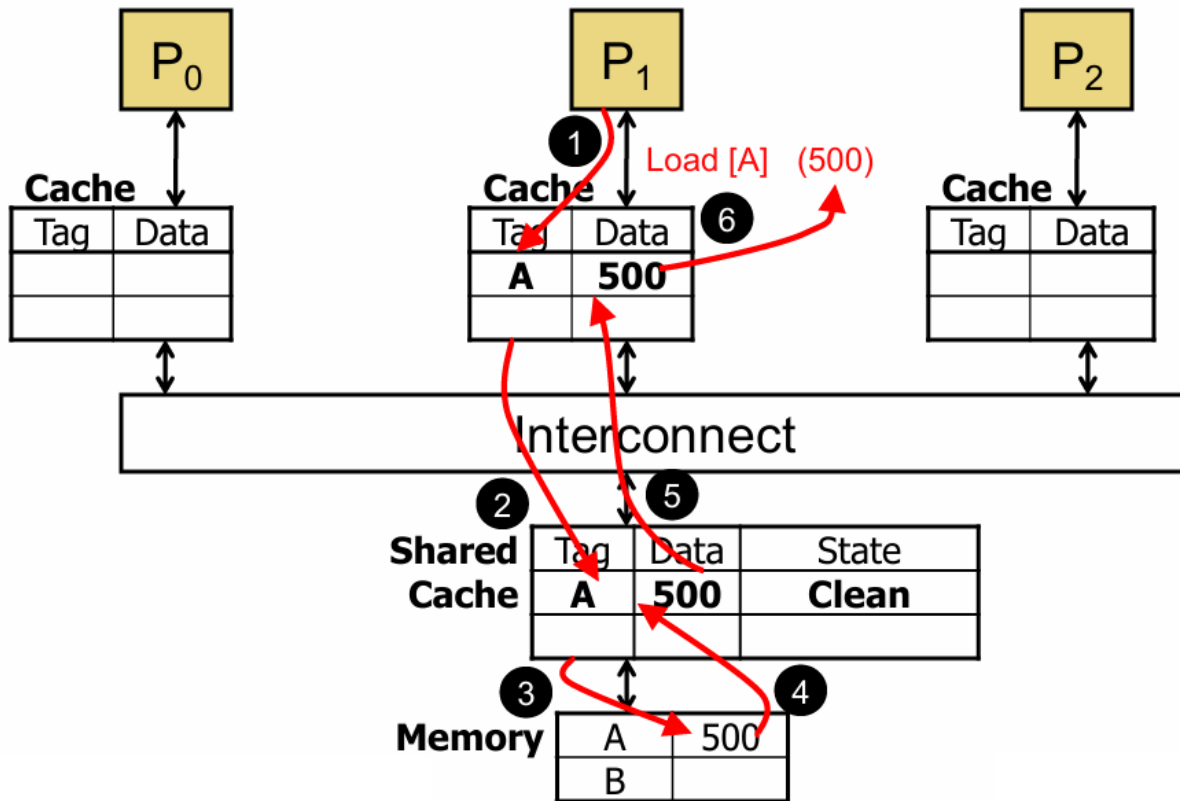 P0 P1 P2
1 Load [A] (500)
Cache Cache Cache
Tag Data Tag Data 6 Tag Data
A 500
Interconnect
2 5
Shared Tag Data State
Cache A 500 Clean
3 4
Memory A 500
B